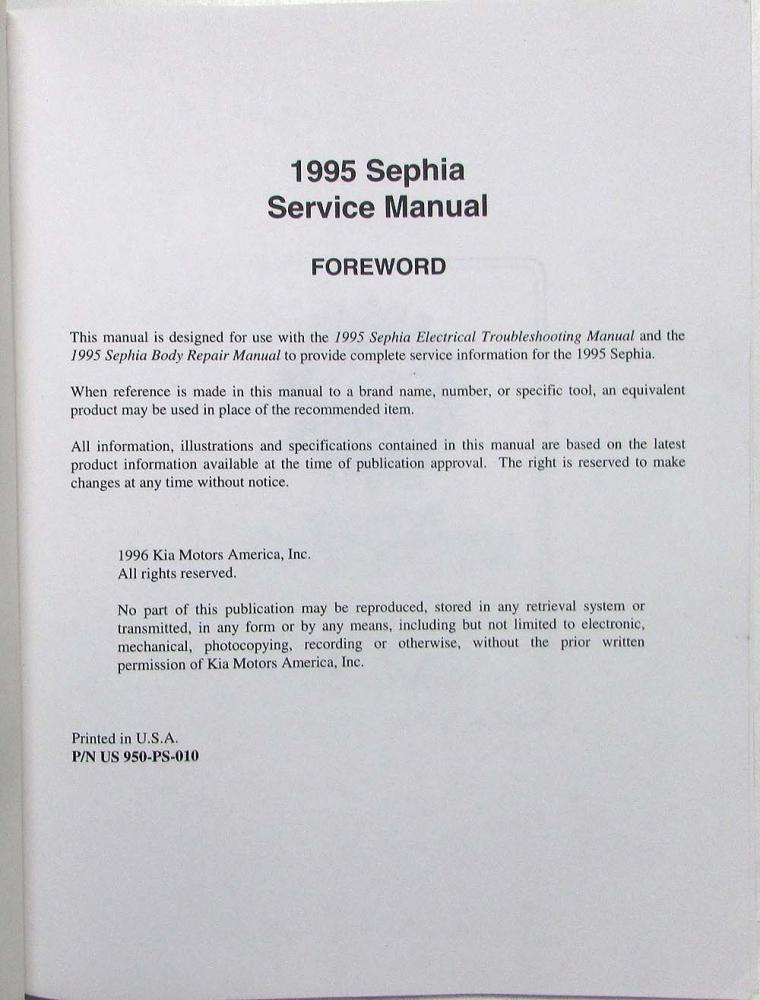 1995 Sephia
Service Manual
FOREWORD
This manual is designed for use with the 1995 Sephia Electrical Troubleshooting Manual and the
1995 Sephia Body Repair Manual to provide complete service information for the 1995 Sephia.
When reference is made in this manual to a brand name, number, or specific tool, an equivalent
product may be used in place of the recommended item.
All information, illustrations and specifications contained in this manual are based on the latest
product information available at the time of publication approval. The right is reserved to make
changes at any time without notice.
1996 Kia Motors America, Inc.
All rights reserved.
No part of this publication may be reproduced, stored in any retrieval system or
transmitted, in any form or by any means, including but not limited to electronic,
mechanical, photocopying, recording or otherwise, without the prior written
permission of Kia Motors America, Inc.
Printed in U.S.A.
P/N US 950-PS-010